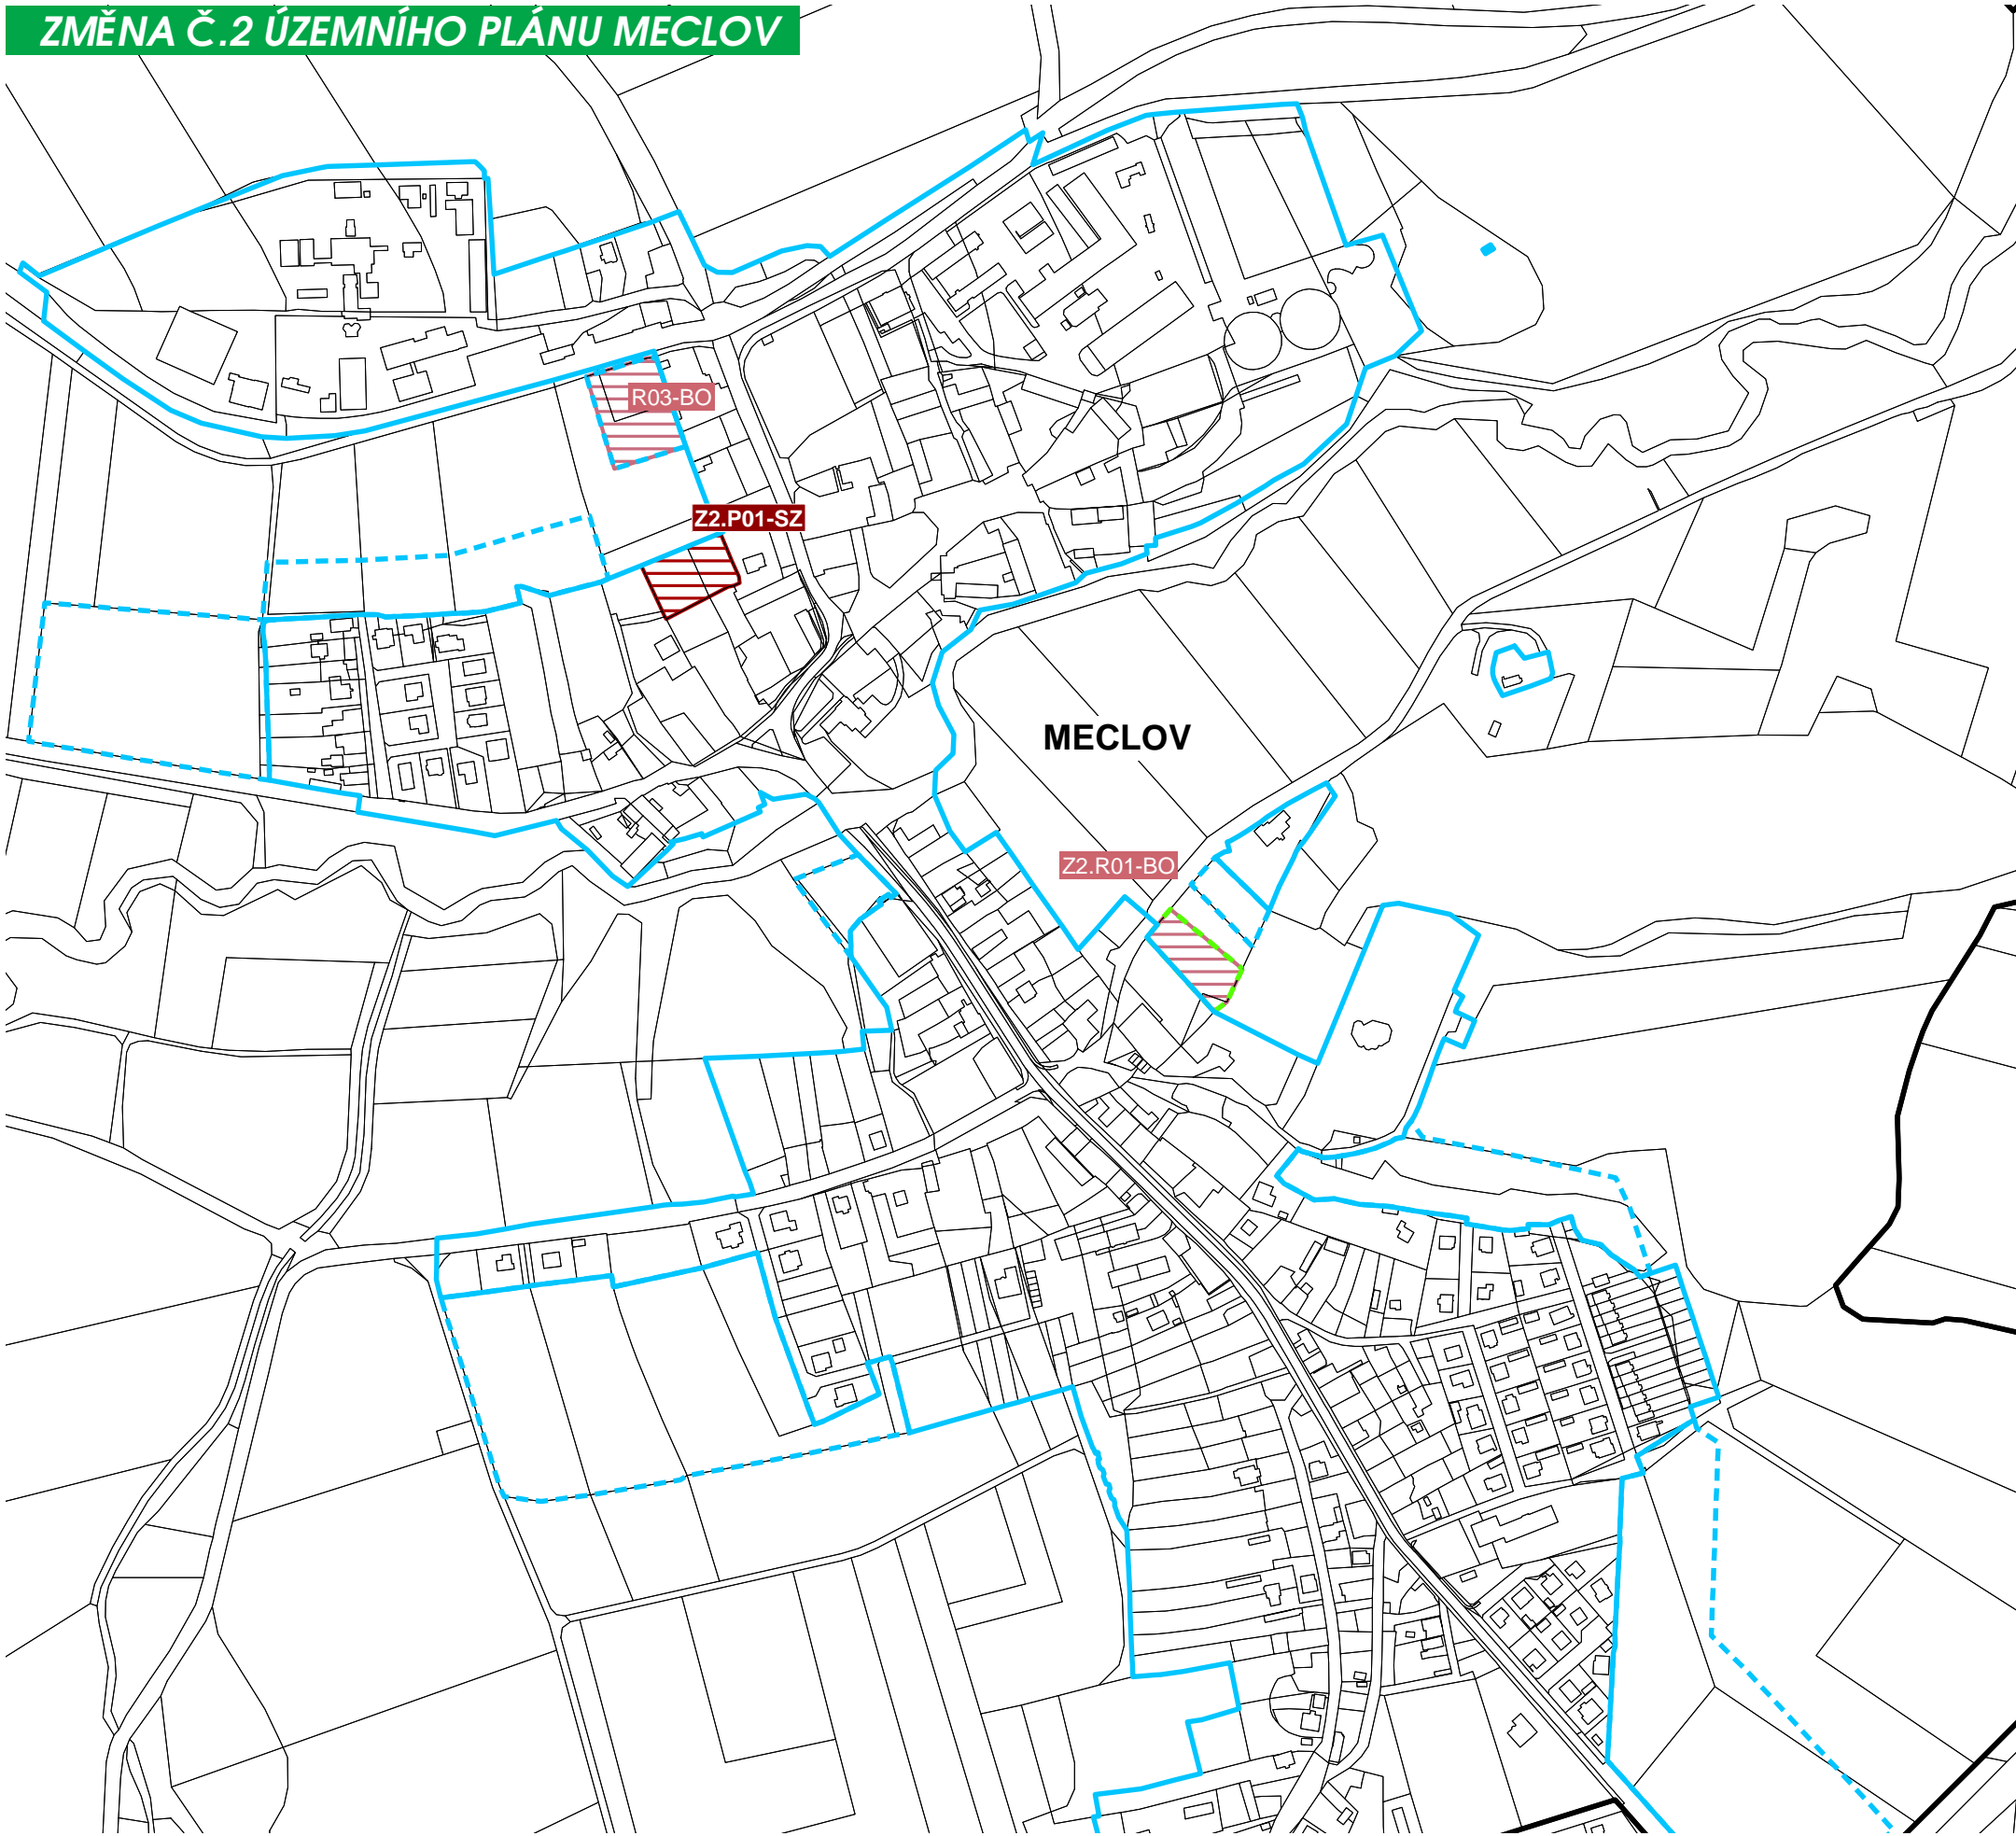 ZMĚNA Č.2 ÚZEMNÍHO PLÁNU MECLOV
R03-BO
Z2.P01-SZ
MECLOV
Z2.R01-BO